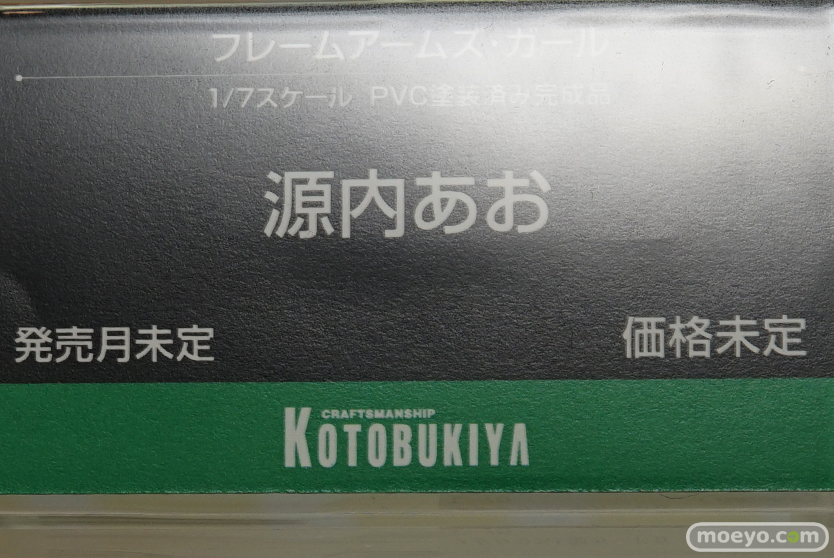 フレームアームズ・ガール
1/7スケール PVC塗装済み完成品
源内あお
発売月未定
価格未定
CRAFTSMANSHIP
KOTOBUKIYA
moeyo.com